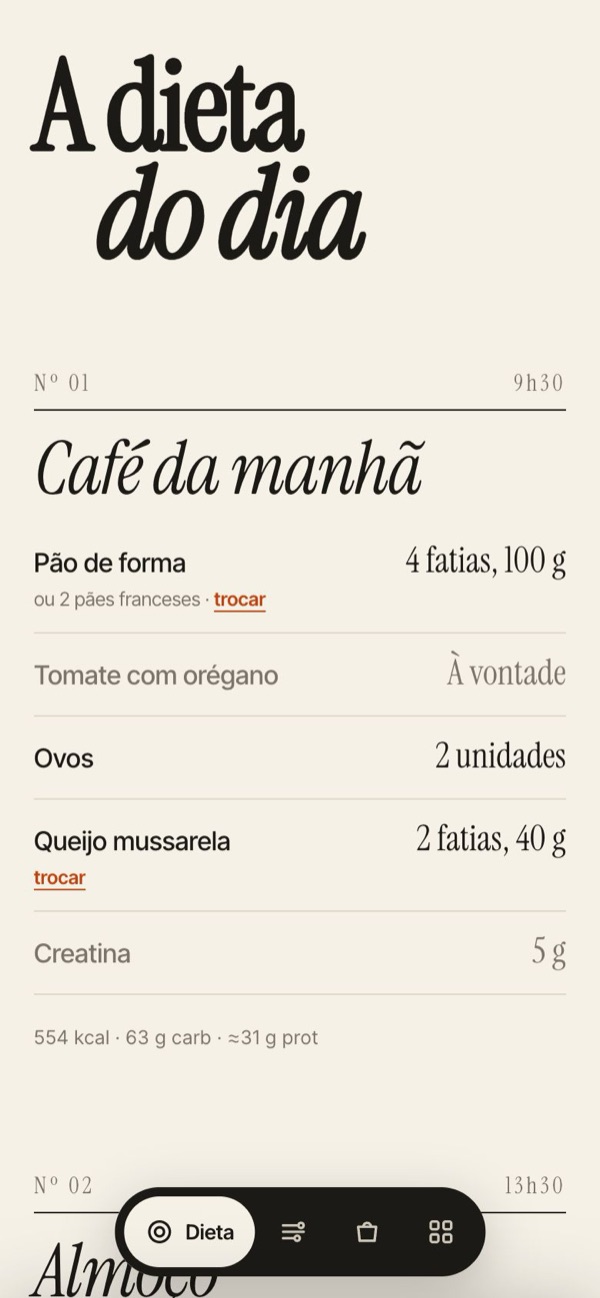 A dieta
do dia
Nº 01
9h30
Café da manhã
Pão de forma
4 fatias, 100 g
ou 2 pães franceses · trocar
Tomate com orégano
À vontade
Ovos
2 unidades
Queijo mussarela
2 fatias, 40 g
trocar
Creatina
5 g
554 kcal · 63 g carb · ≈31 g prot
Nº 02
13h30
Almoço
Dieta